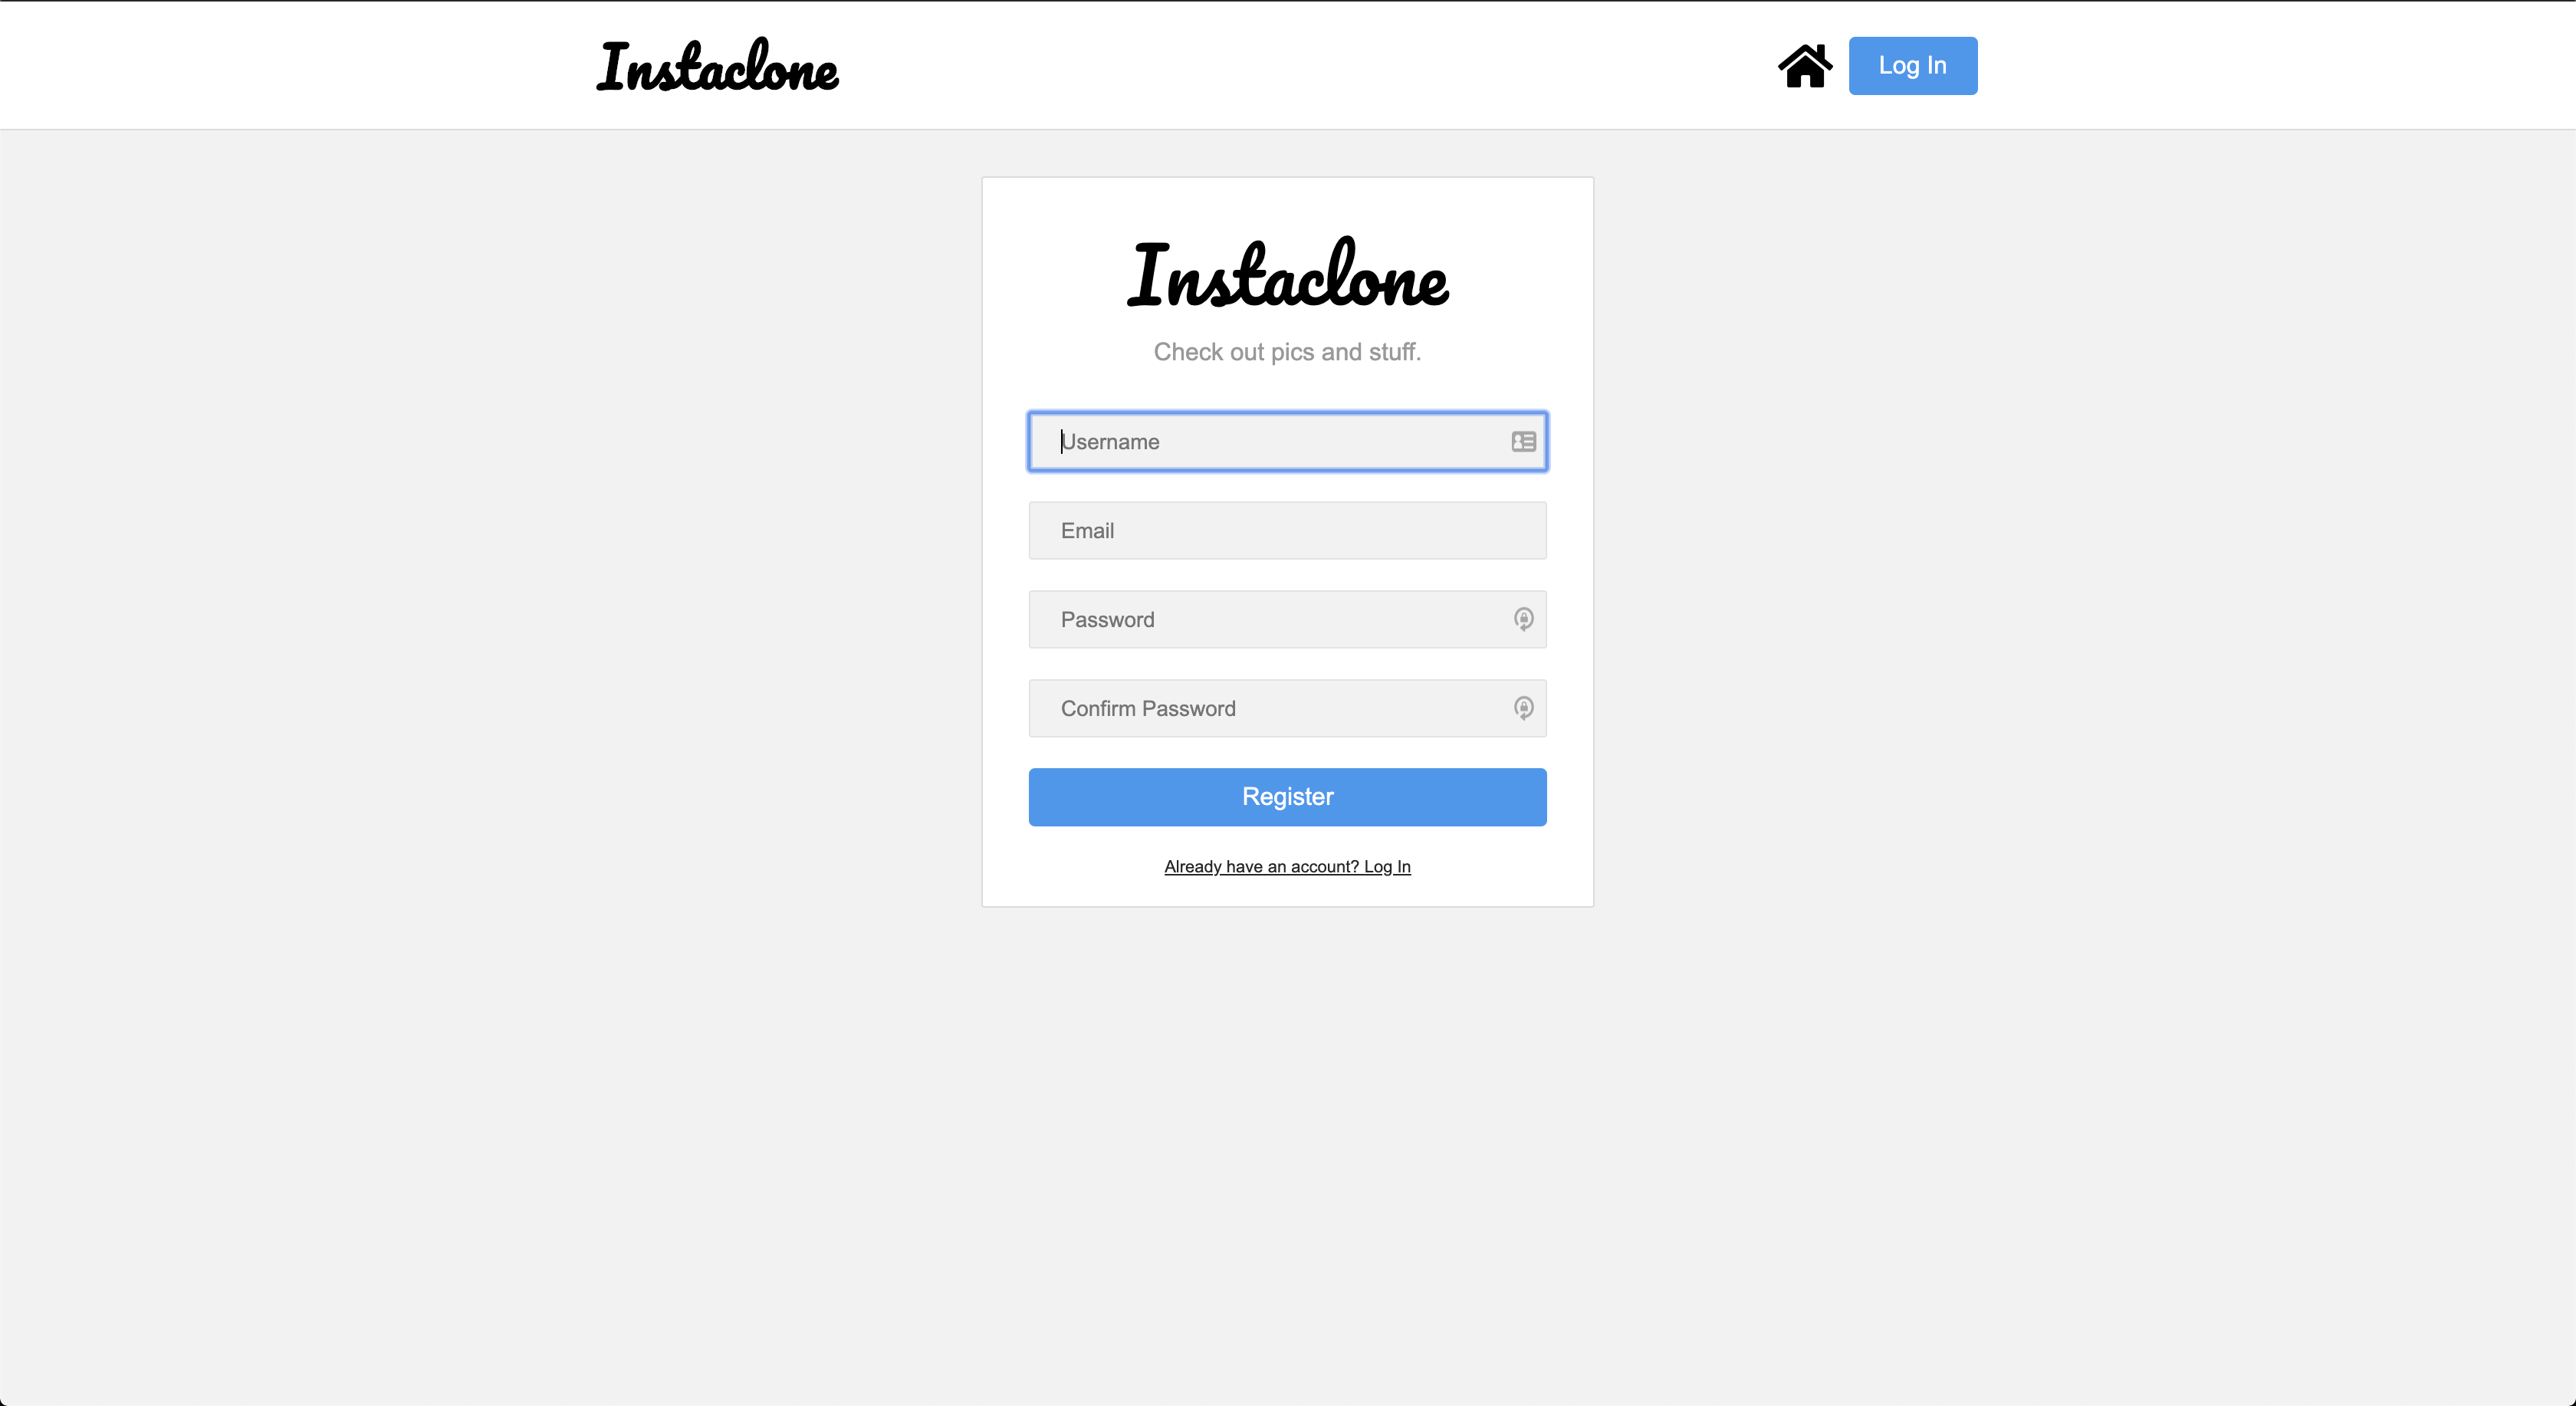 Instaclone
Log In
Instaclone
Check out pics and stuff.
Username
Email
Password
Confirm Password
Register
Already have an account? Log In